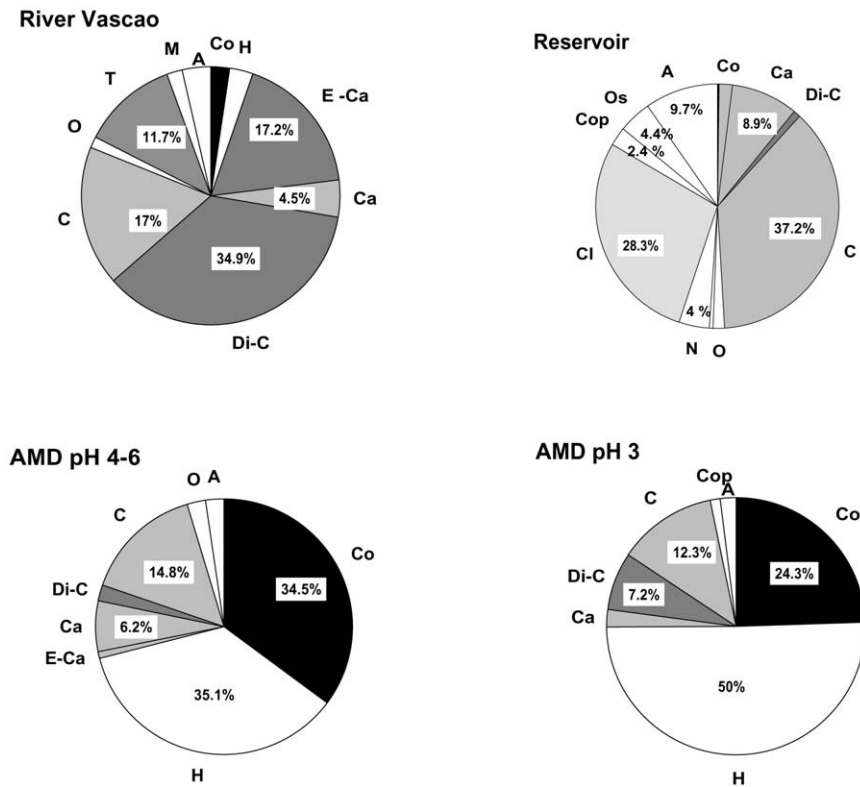 River Vascao
M
A
Co
H
T
E -Ca
O
17.2%
11.7%
4.5%
Ca
C
17%
34.9%
Di-C
Reservoir
A
Co
Ca
Os
Di-C
9.7%
Cop
4.4%
8.9%
2.4 %
37.2%
Cl
28.3%
C
4 %
N
O
AMD pH 4-6
O
A
C
Co
14.8%
34.5%
Di-C
Ca
6.2%
E-Ca
35.1%
H
AMD pH 3
Cop
A
C
Co
12.3%
24.3%
Di-C
7.2%
Ca
50%
H